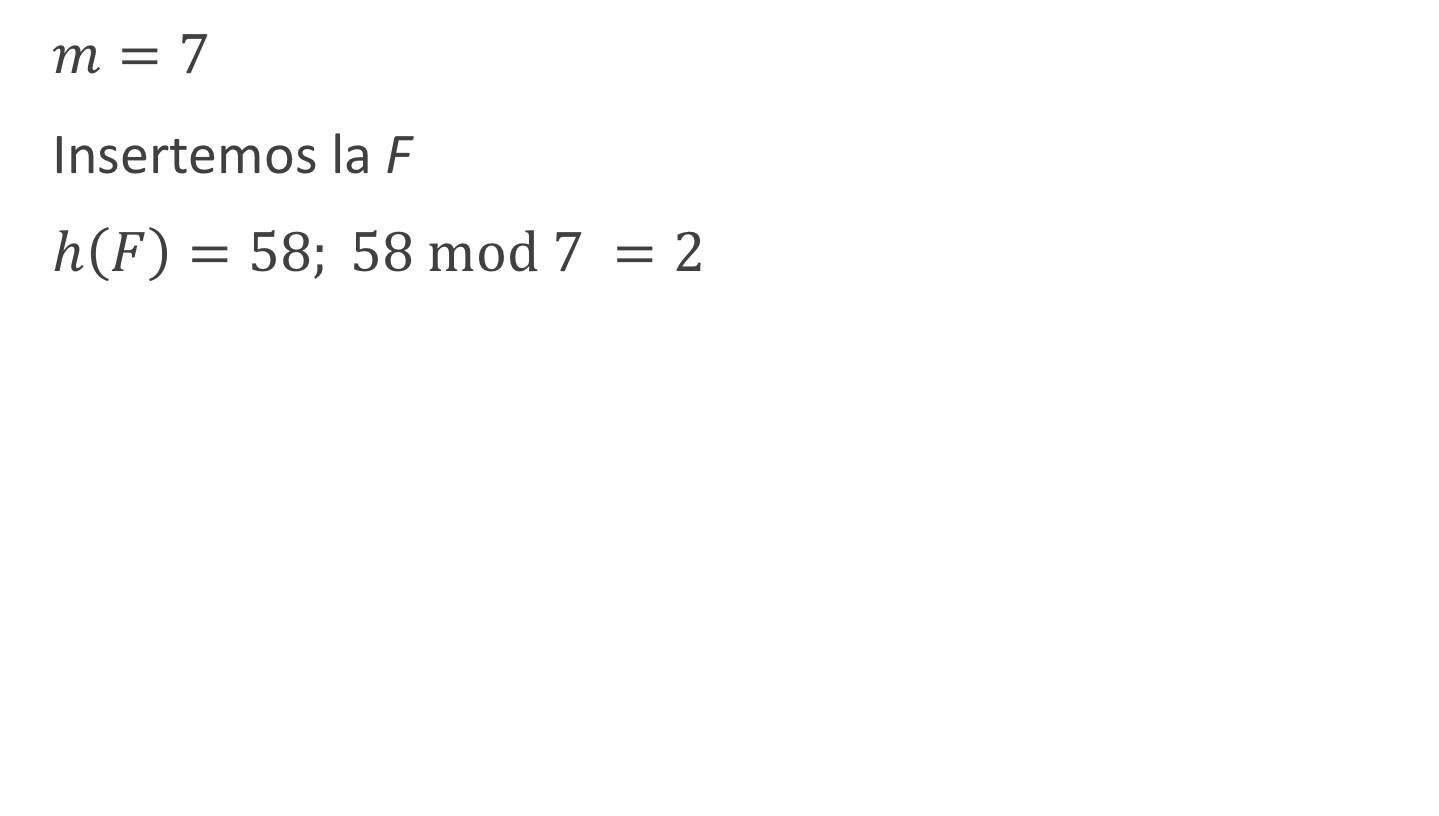 m = 7
Insertemos la F
h(F) = 58; 58 mod 7 = 2